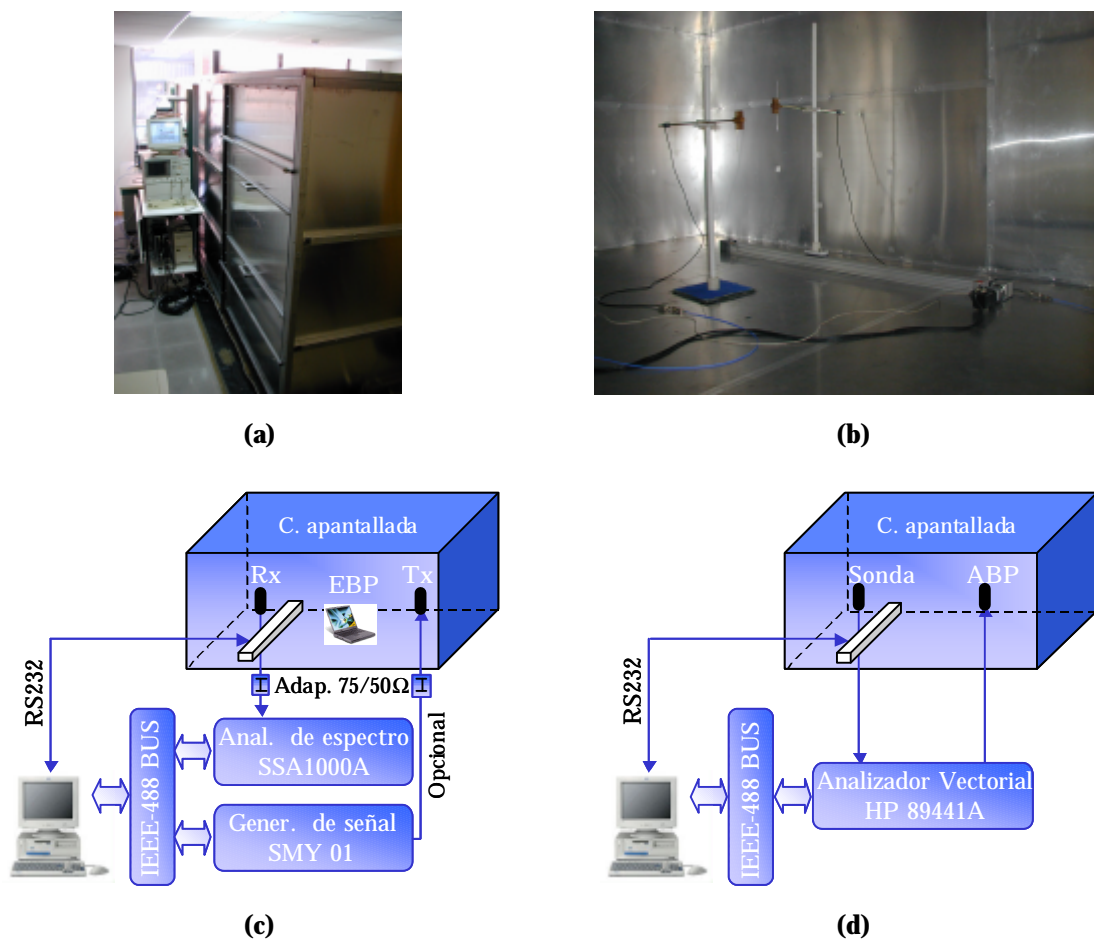 (a)
(b)
C. apantallada
Rx
EBP
Tx
RS232
Adap. 75/50Ω
Opcional
IEEE-488 BUS
Anal. de espectro
SSA1000A
Gener. de señal
SMY 01
(c)
C. apantallada
Sonda
ABP
RS232
IEEE-488 BUS
Analizador Vectorial
HP 89441A
(d)